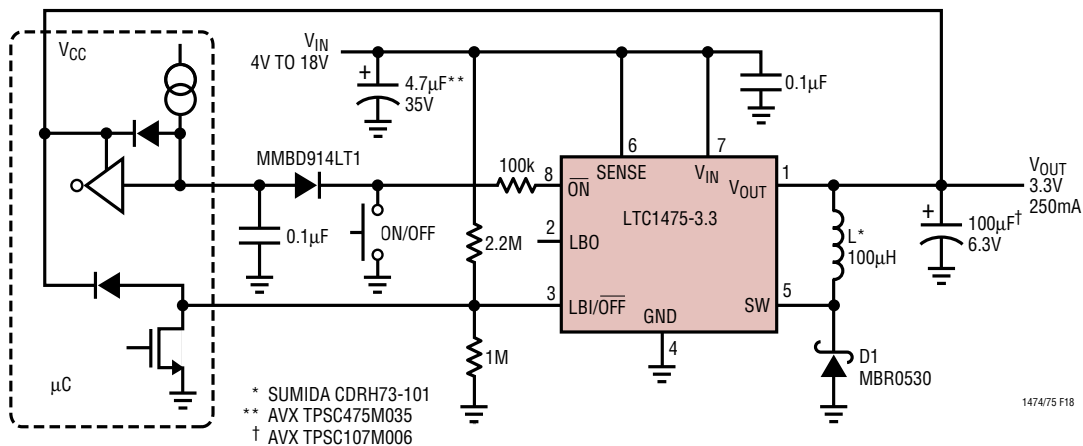 V_CC
V_IN
4V TO 18V
+
4.7µF**
35V
0.1µF
MMBD914LT1
100k
0.1µF
ON/OFF
2.2M
1M
6
7
SENSE
V_IN
8
ON
V_OUT
1
LTC1475-3.3
2
LBO
3
LBI/OFF
GND
4
SW
5
L*
100µH
V_OUT
3.3V
250mA
+
100µF†
6.3V
D1
MBR0530
µC
* SUMIDA CDRH73-101
** AVX TPSC475M035
† AVX TPSC107M006
1474/75 F18